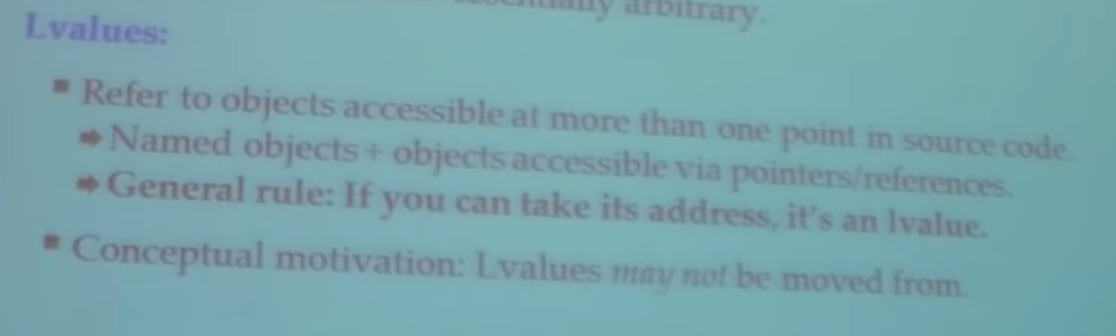 arbitrary.
Lvalues:
▪ Refer to objects accessible at more than one point in source code.
➡ Named objects + objects accessible via pointers/references.
➡ General rule: If you can take its address, it's an lvalue.
▪ Conceptual motivation: Lvalues may not be moved from.